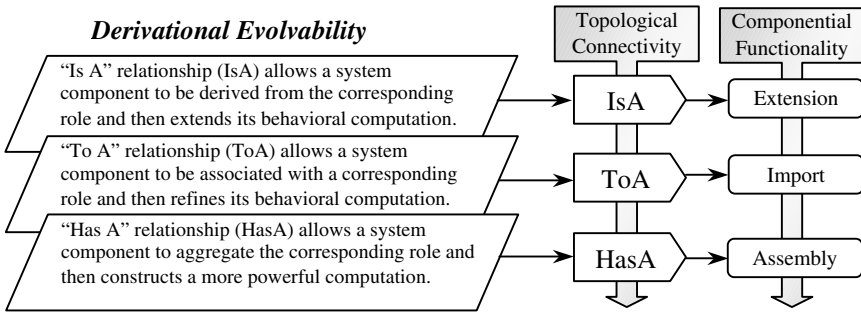 Derivational Evolvability
Topological
Connectivity
Componential
Functionality
“Is A” relationship (IsA) allows a system
component to be derived from the corresponding
role and then extends its behavioral computation.
IsA
Extension
“To A” relationship (ToA) allows a system
component to be associated with a corresponding
role and then refines its behavioral computation.
ToA
Import
“Has A” relationship (HasA) allows a system
component to aggregate the corresponding role and
then constructs a more powerful computation.
HasA
Assembly